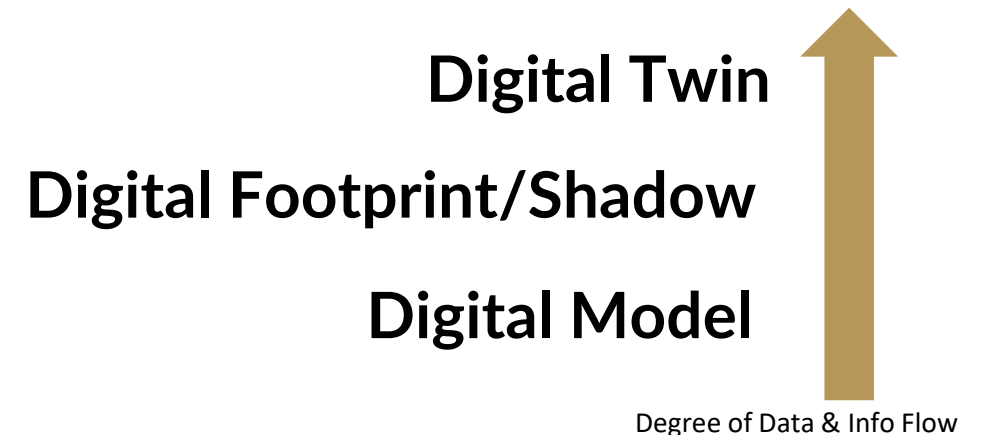 Digital Twin
Digital Footprint/Shadow
Digital Model
Degree of Data & Info Flow